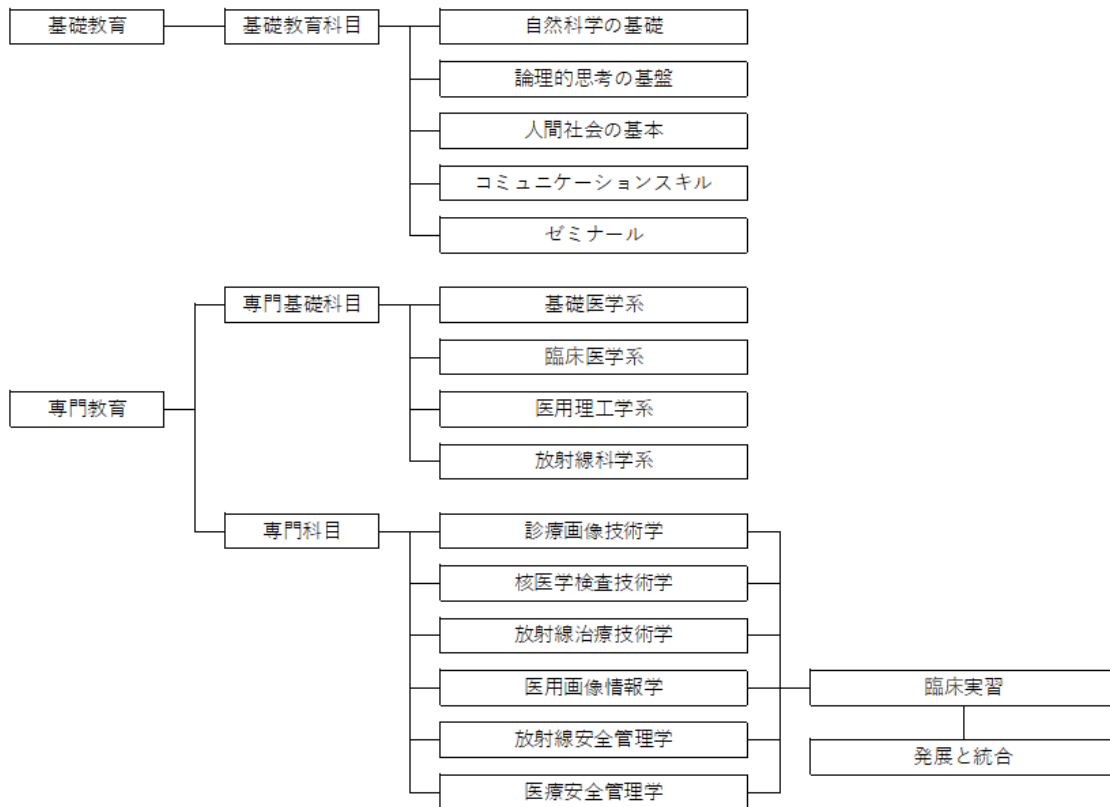 基礎教育
基礎教育科目
自然科学の基礎
論理的思考の基盤
人間社会の基本
コミュニケーションスキル
ゼミナール
専門教育
専門基礎科目
基礎医学系
臨床医学系
医用理工学系
放射線科学系
専門科目
診療画像技術学
核医学検査技術学
放射線治療技術学
医用画像情報学
放射線安全管理学
医療安全管理学
臨床実習
発展と統合